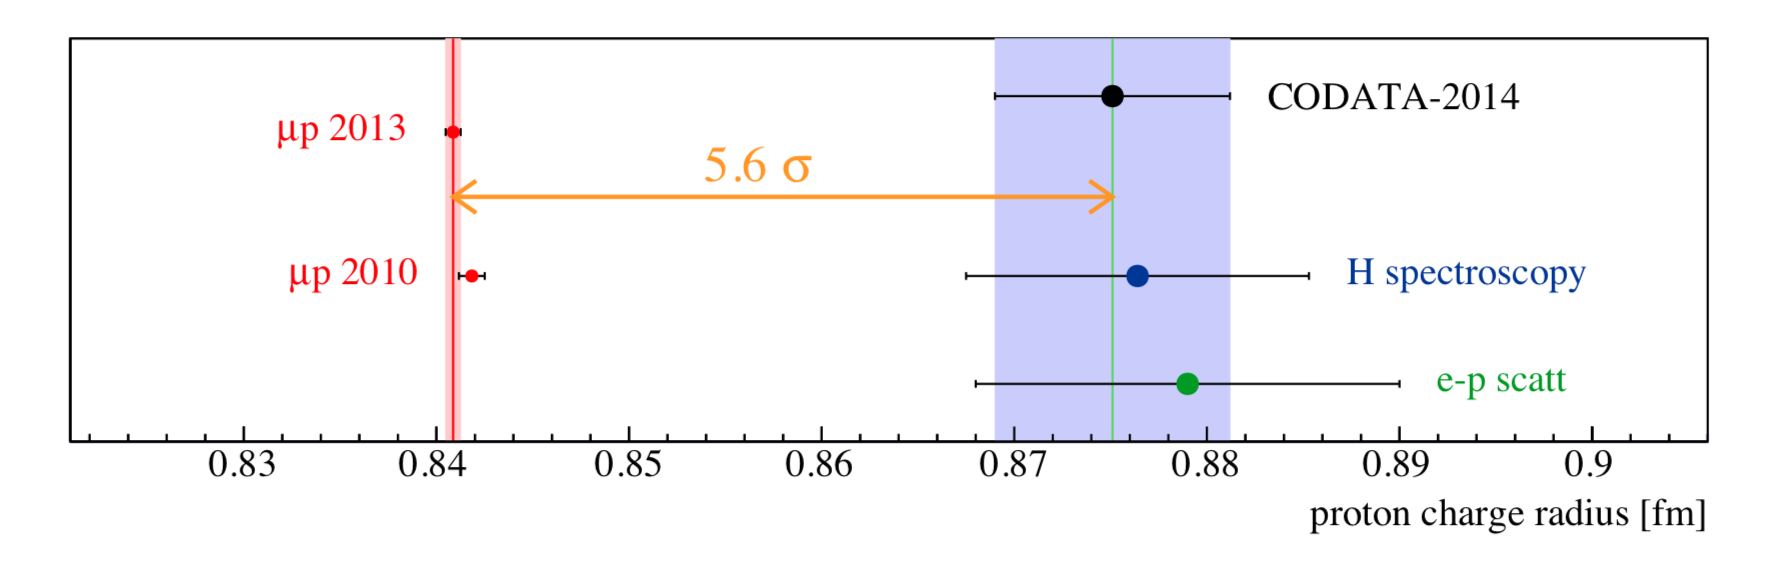 CODATA-2014
μp 2013
5.6 σ
μp 2010
H spectroscopy
e-p scatt
0.83 0.84 0.85 0.86 0.87 0.88 0.89 0.9
proton charge radius [fm]